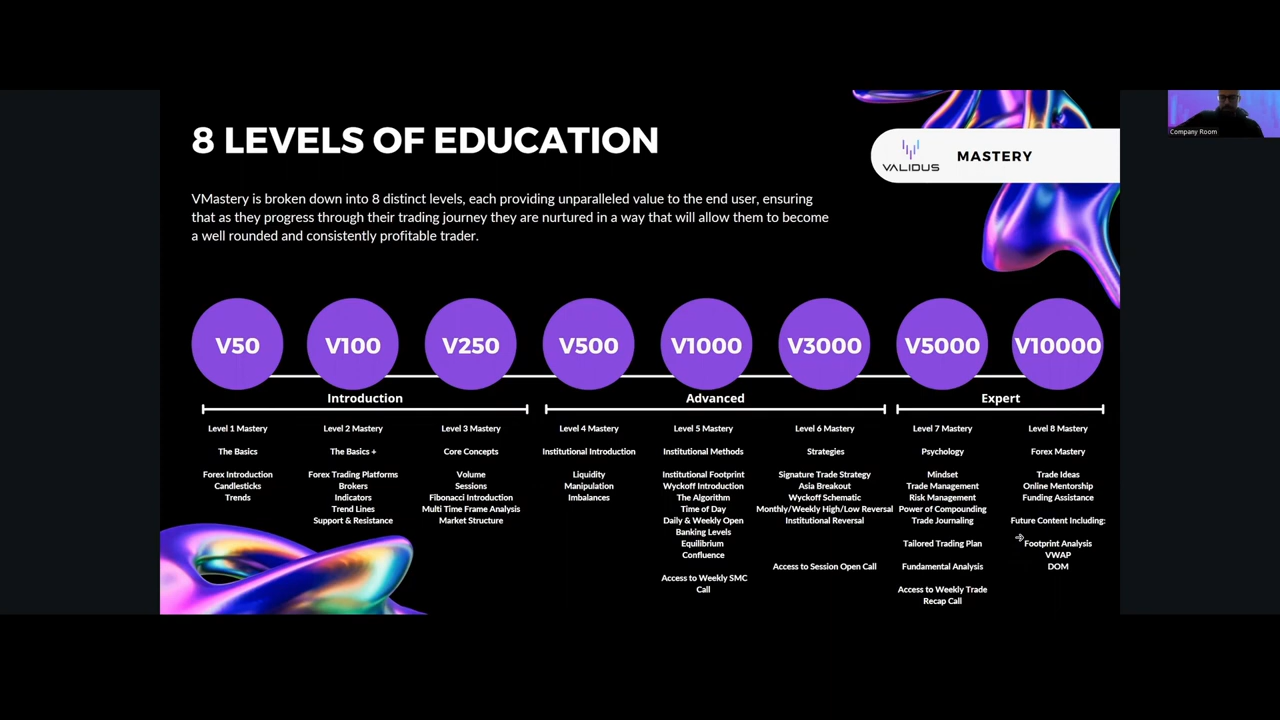 8 LEVELS OF EDUCATION
VALIDUS
MASTERY
Company Room
VMastery is broken down into 8 distinct levels, each providing unparalleled value to the end user, ensuring
that as they progress through their trading journey they are nurtured in a way that will allow them to become
a well rounded and consistently profitable trader.
V50
V100
V250
V500
V1000
V3000
V5000
V10000
Introduction
Advanced
Expert
Level 1 Mastery
The Basics
Forex Introduction
Candlesticks
Trends
Level 2 Mastery
The Basics +
Forex Trading Platforms
Brokers
Indicators
Trend Lines
Support & Resistance
Level 3 Mastery
Core Concepts
Volume
Sessions
Fibonacci Introduction
Multi Time Frame Analysis
Market Structure
Level 4 Mastery
Institutional Introduction
Liquidity
Manipulation
Imbalances
Level 5 Mastery
Institutional Methods
Institutional Footprint
Wyckoff Introduction
The Algorithm
Time of Day
Daily & Weekly Open
Banking Levels
Equilibrium
Confluence
Access to Weekly SMC
Call
Level 6 Mastery
Strategies
Signature Trade Strategy
Asia Breakout
Wyckoff Schematic
Monthly/Weekly High/Low Reversal
Institutional Reversal
Access to Session Open Call
Level 7 Mastery
Psychology
Mindset
Trade Management
Risk Management
Power of Compounding
Trade Journaling
Tailored Trading Plan
Fundamental Analysis
Access to Weekly Trade
Recap Call
Level 8 Mastery
Forex Mastery
Trade Ideas
Online Mentorship
Funding Assistance
Future Content Including:
Footprint Analysis
VWAP
DOM